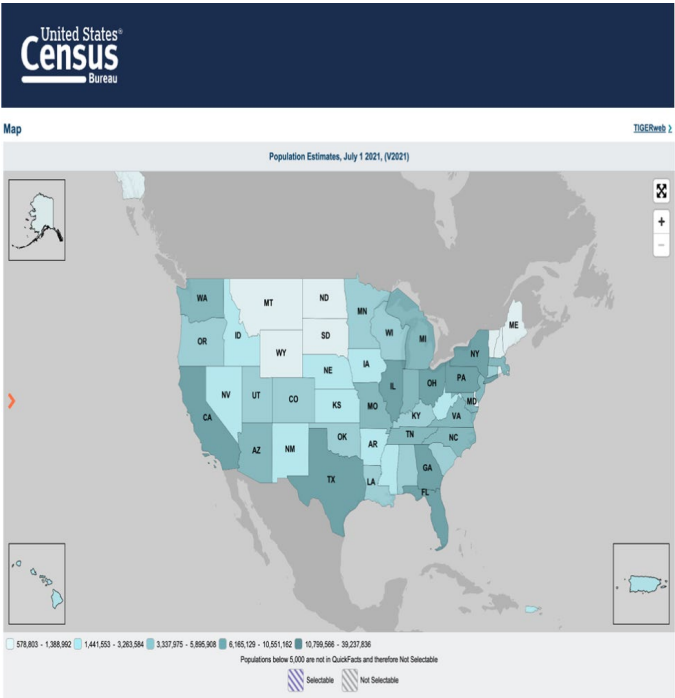 United States®
Census
Bureau
Map
TIGERweb >
Population Estimates, July 1 2021, (V2021)
+
−
WA
MT
ND
MN
ME
OR
ID
SD
WI
MI
WY
NY
IA
NE
PA
OH
IL
NV
UT
CO
KS
MO
MD
CA
KY
VA
OK
TN
NC
AZ
NM
AR
GA
TX
LA
FL
578,803 - 1,388,992 1,441,553 - 3,263,584 3,337,975 - 5,895,908 6,165,129 - 10,551,162 10,799,566 - 39,237,836
Populations below 5,000 are not in QuickFacts and therefore Not Selectable
Selectable Not Selectable